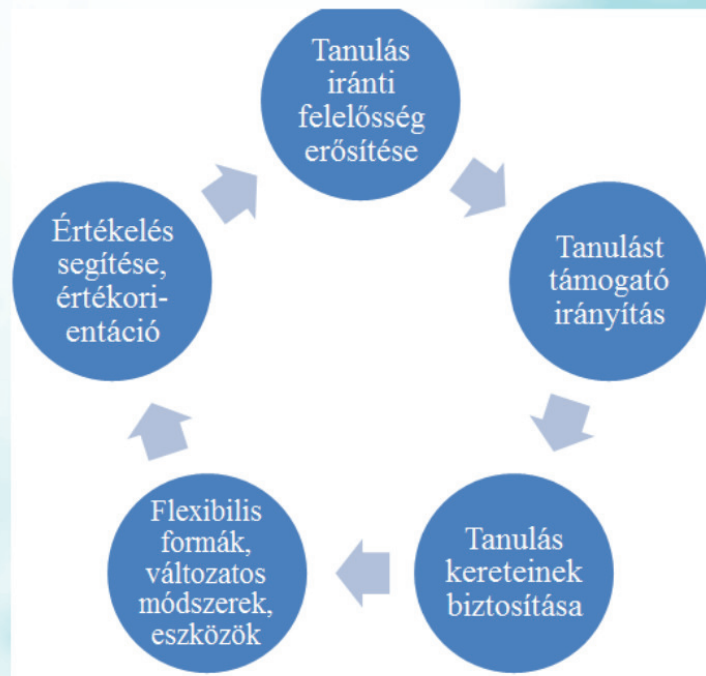 Tanulás
iránti
felelősség
erősítése
Tanulást
támogató
irányítás
Tanulás
kereteinek
biztosítása
Flexibilis
formák,
változatos
módszerek,
eszközök
Értékelés
segítése,
értékori-
entáció